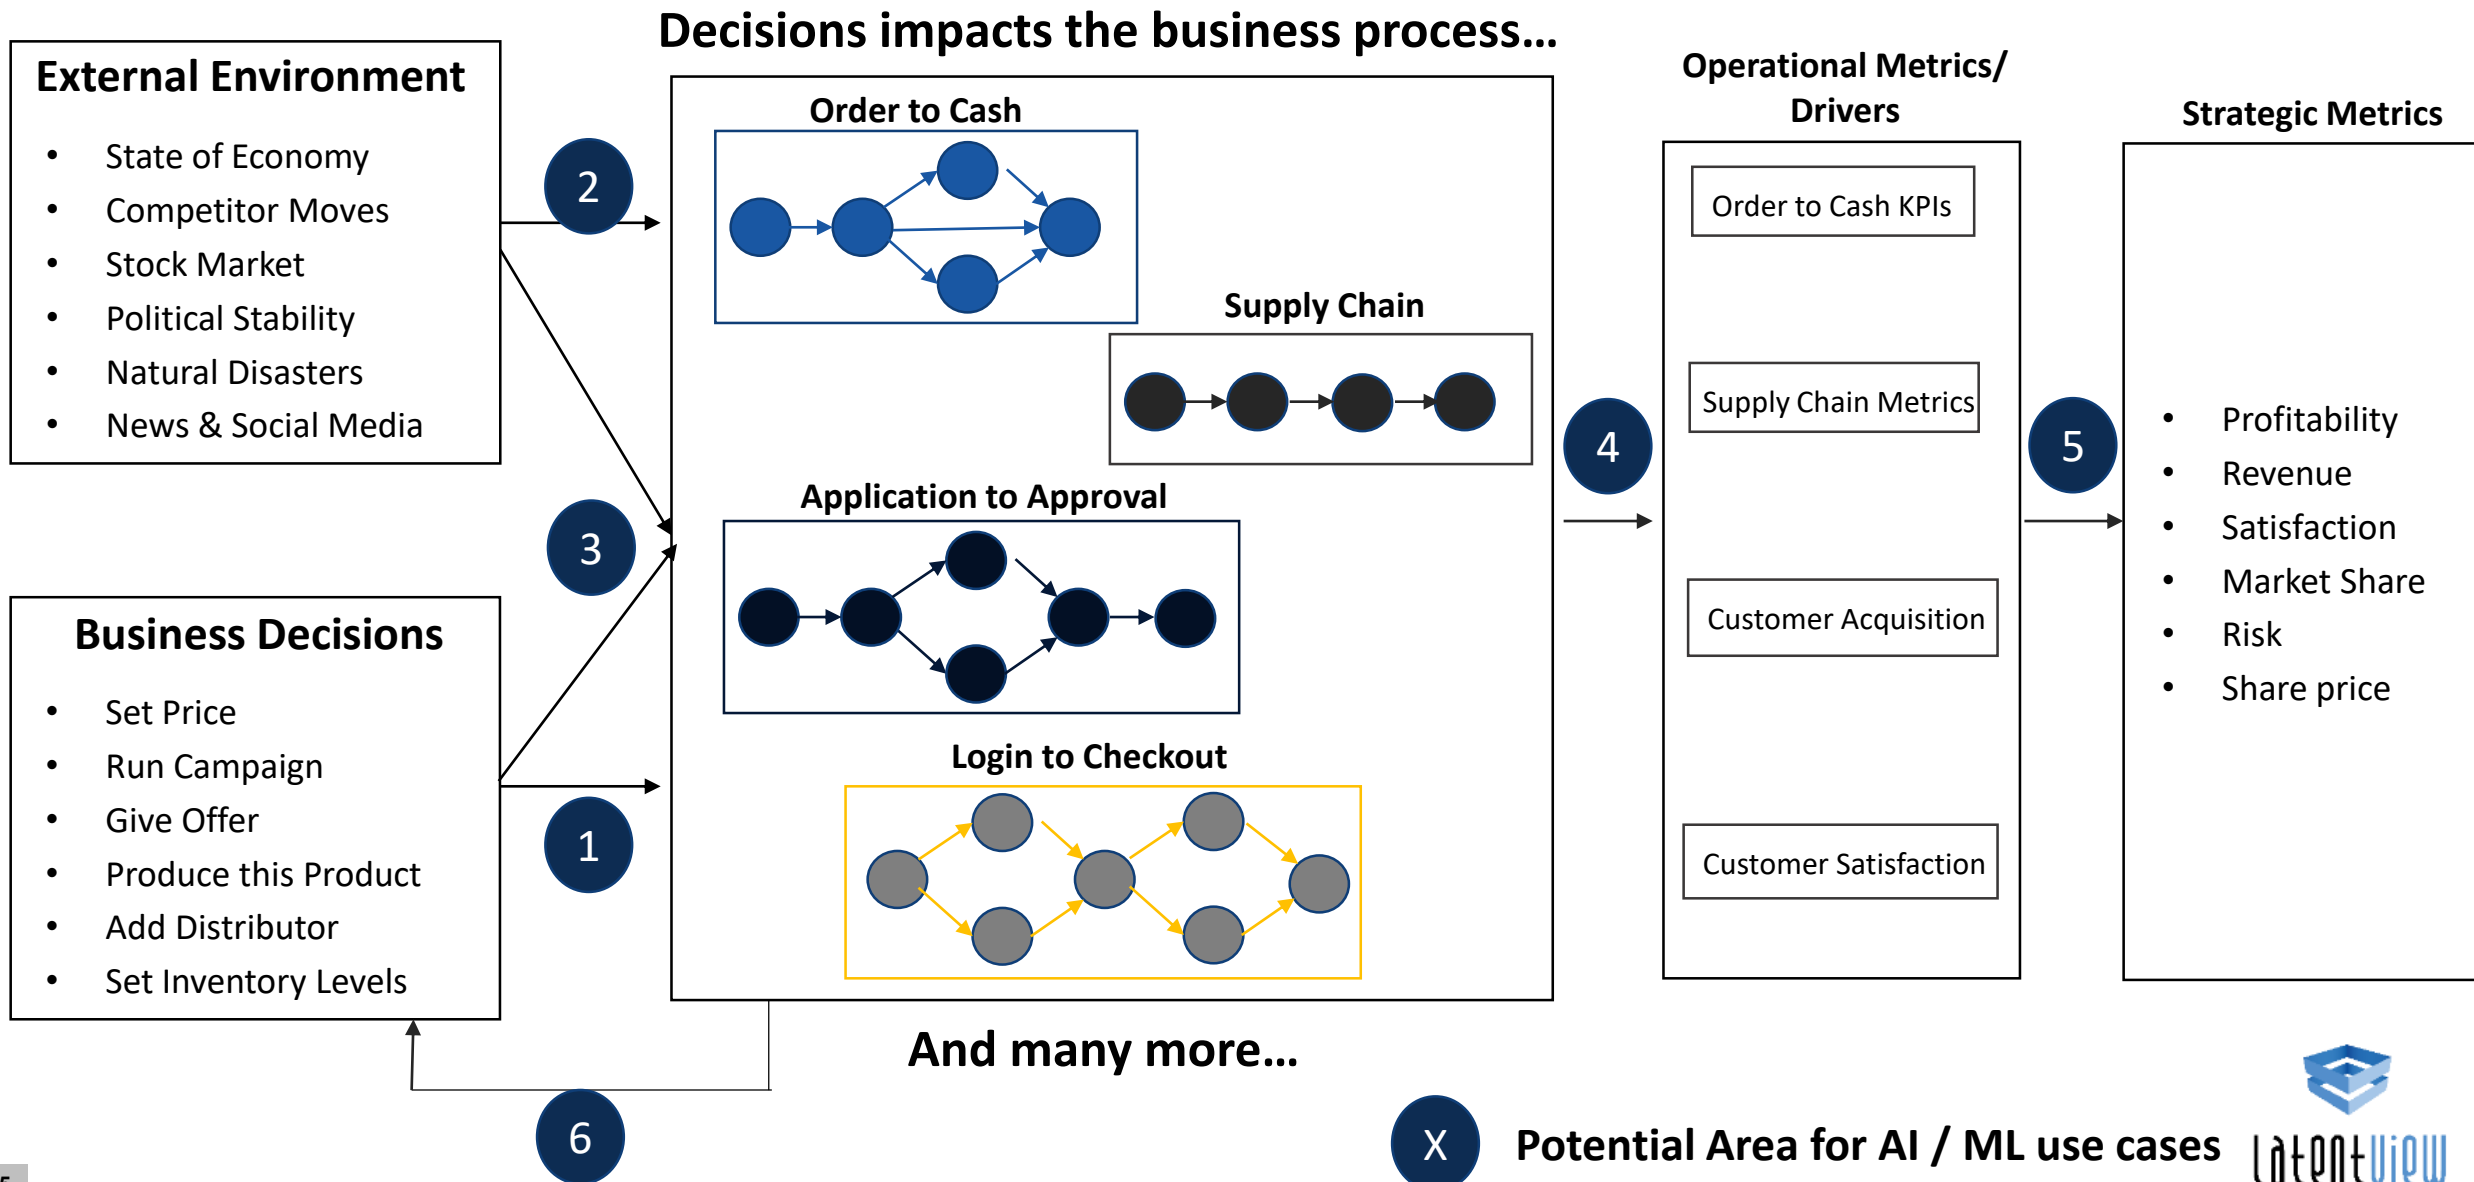 Decisions impacts the business process...
External Environment
• State of Economy
• Competitor Moves
• Stock Market
• Political Stability
• Natural Disasters
• News & Social Media
2
3
Business Decisions
• Set Price
• Run Campaign
• Give Offer
• Produce this Product
• Add Distributor
• Set Inventory Levels
1
6
Order to Cash
Supply Chain
Application to Approval
Login to Checkout
And many more...
4
Operational Metrics/
Drivers
Order to Cash KPIs
Supply Chain Metrics
Customer Acquisition
Customer Satisfaction
5
Strategic Metrics
• Profitability
• Revenue
• Satisfaction
• Market Share
• Risk
• Share price
X
Potential Area for AI / ML use cases
LatentView